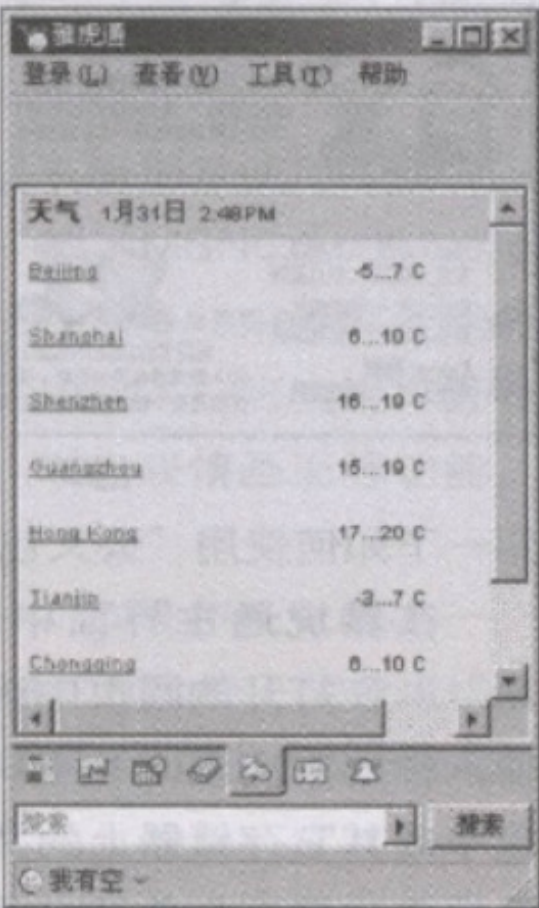 雅虎通
登录(L) 查看(V) 工具(T) 帮助
天气 1月31日 2:48PM
Beijing -5...7 C
Shanghai 6...10 C
Shenzhen 16...19 C
Guangzhou 15...19 C
Hong Kong 17...20 C
Tianjin -3...7 C
Chongqing 8...10 C
搜索 搜索
我有空